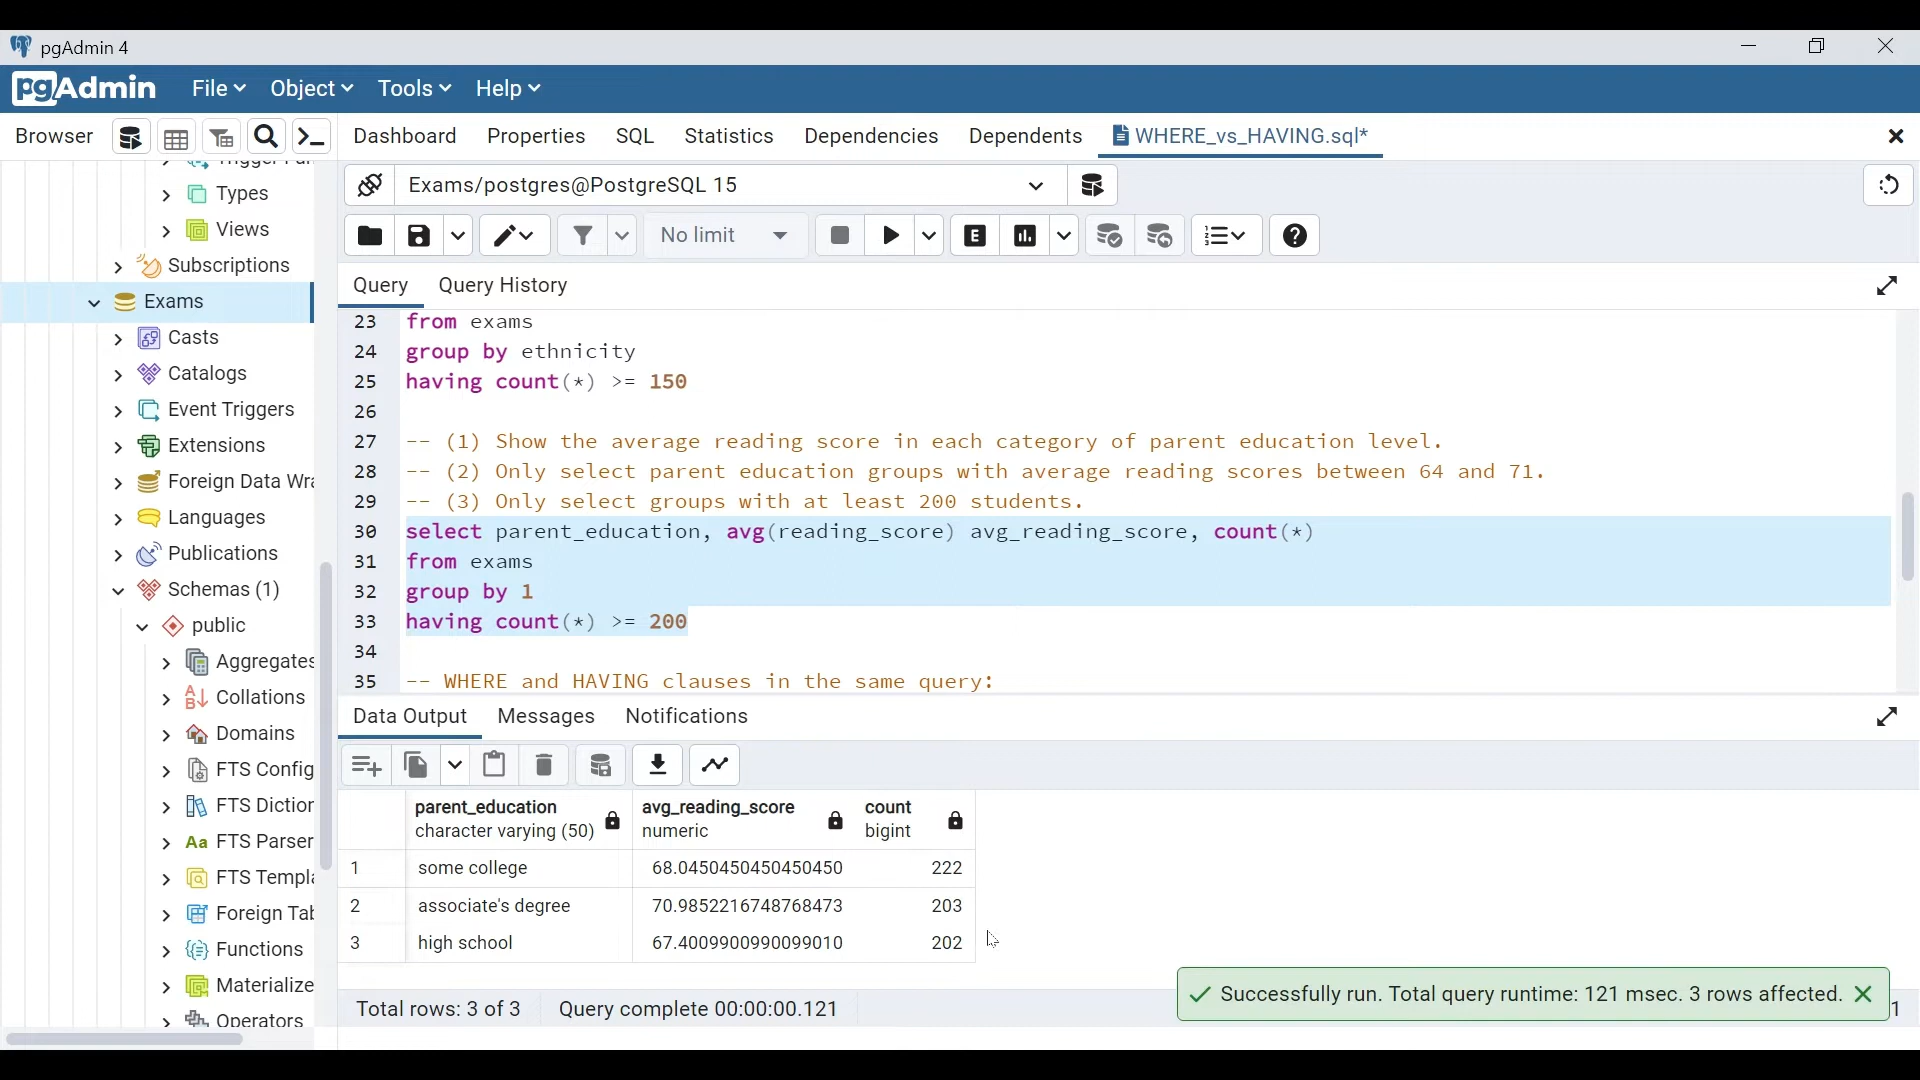 pgAdmin 4
pgAdmin File Object Tools Help
Browser Dashboard Properties SQL Statistics Dependencies Dependents WHERE_vs_HAVING.sql*
Types
Views
Subscriptions
Exams
Casts
Catalogs
Event Triggers
Extensions
Foreign Data Wra
Languages
Publications
Schemas (1)
public
Aggregates
Collations
Domains
FTS Config
FTS Diction
FTS Parser
FTS Templa
Foreign Tab
Functions
Materialize
Operators
Exams/postgres@PostgreSQL 15
No limit E
Query Query History
23 from exams
24 group by ethnicity
25 having count(*) >= 150
26
27 -- (1) Show the average reading score in each category of parent education level.
28 -- (2) Only select parent education groups with average reading scores between 64 and 71.
29 -- (3) Only select groups with at least 200 students.
30 select parent_education, avg(reading_score) avg_reading_score, count(*)
31 from exams
32 group by 1
33 having count(*) >= 200
34
35 -- WHERE and HAVING clauses in the same query:
Data Output Messages Notifications
parent_education avg_reading_score count
character varying (50) numeric bigint
1 some college 68.0450450450450450 222
2 associate's degree 70.9852216748768473 203
3 high school 67.4009900990099010 202
Successfully run. Total query runtime: 121 msec. 3 rows affected.
Total rows: 3 of 3 Query complete 00:00:00.121 1